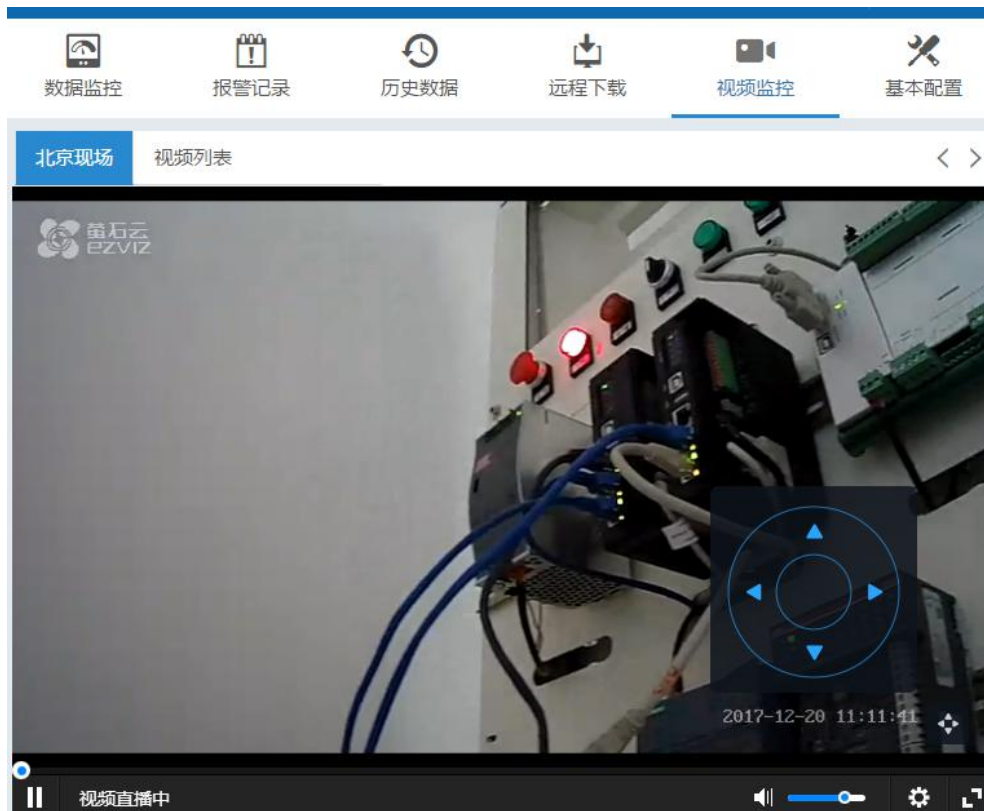 数据监控
报警记录
历史数据
远程下载
视频监控
基本配置
北京现场
视频列表
萤石云
ezviz
2017-12-20 11:11:41
视频直播中